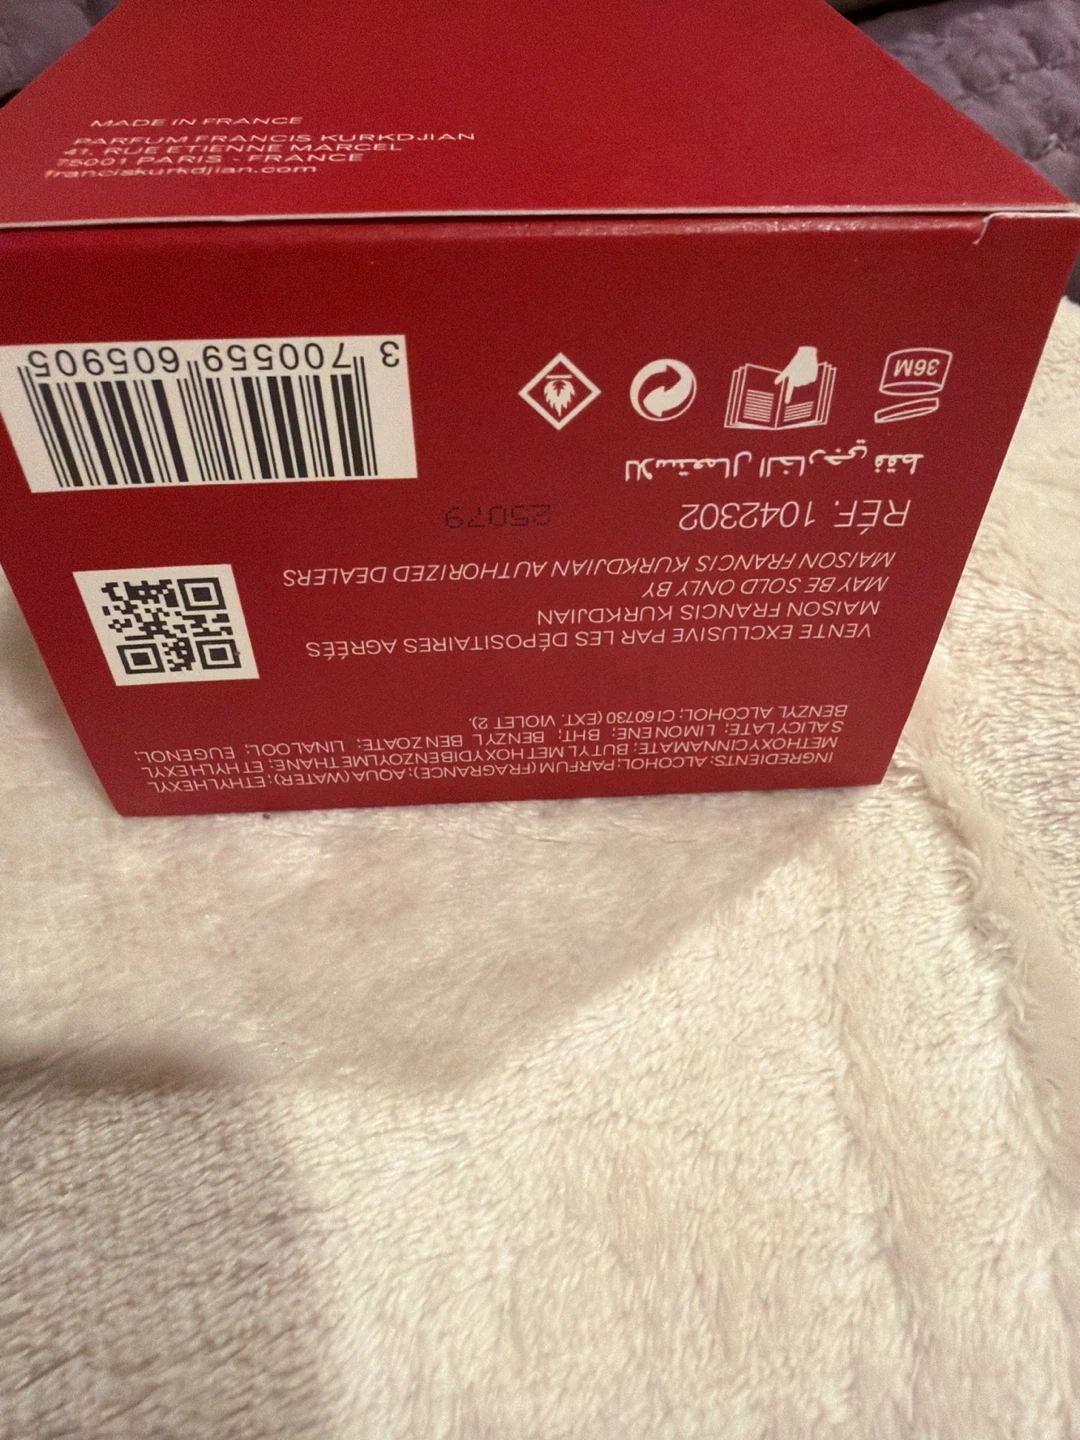 MADE IN FRANCE
PARFUM FRANCIS KURKDJIAN
41, RUE ETIENNE MARCEL
75001 PARIS - FRANCE
franciskurkdjian.com
INGREDIENTS: ALCOHOL; PARFUM (FRAGRANCE); AQUA (WATER); ETHYLHEXYL
METHOXYCINNAMATE; BUTYL METHOXYDIBENZOYLMETHANE; ETHYLHEXYL
SALICYLATE; LIMONENE; BHT; BENZYL BENZOATE; LINALOOL; EUGENOL;
BENZYL ALCOHOL; CI 60730 (EXT. VIOLET 2).
VENTE EXCLUSIVE PAR LES DÉPOSITAIRES AGRÉÉS
MAISON FRANCIS KURKDJIAN
MAY BE SOLD ONLY BY
MAISON FRANCIS KURKDJIAN AUTHORIZED DEALERS
RÉF. 1042302
25079
للاستعمال الخارجي فقط
36M
3 700559 605905